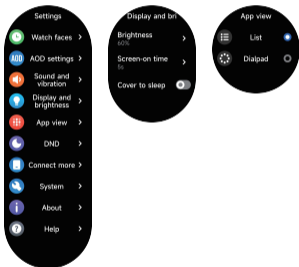 Settings
Watch faces
AOD
AOD settings
Sound and
vibration
Display and
brightness
App view
DND
Connect more
System
i
About
?
Help
Display and bri
Brightness
60%
Screen-on time
5s
Cover to sleep
App view
List
Dialpad